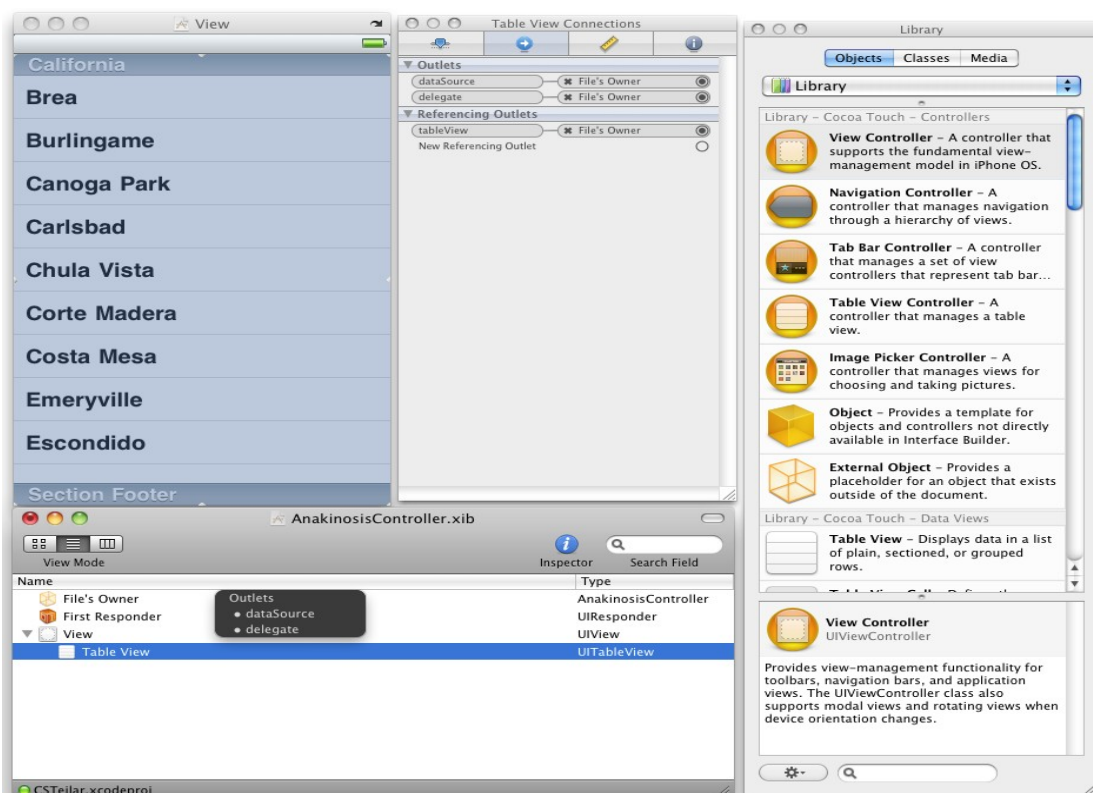 View
California
Brea
Burlingame
Canoga Park
Carlsbad
Chula Vista
Corte Madera
Costa Mesa
Emeryville
Escondido
Section Footer
Table View Connections
Outlets
dataSource
File's Owner
delegate
File's Owner
Referencing Outlets
tableView
File's Owner
New Referencing Outlet
Library
Objects Classes Media
Library
Library – Cocoa Touch – Controllers
View Controller – A controller that
supports the fundamental view-
management model in iPhone OS.
Navigation Controller – A
controller that manages navigation
through a hierarchy of views.
Tab Bar Controller – A controller
that manages a set of view
controllers that represent tab bar...
Table View Controller – A
controller that manages a table
view.
Image Picker Controller – A
controller that manages views for
choosing and taking pictures.
Object – Provides a template for
objects and controllers not directly
available in Interface Builder.
External Object – Provides a
placeholder for an object that exists
outside of the document.
Library – Cocoa Touch – Data Views
Table View – Displays data in a list
of plain, sectioned, or grouped
rows.
View Controller
UIViewController
Provides view-management functionality for
toolbars, navigation bars, and application
views. The UIViewController class also
supports modal views and rotating views when
device orientation changes.
AnakinosisController.xib
View Mode
Inspector
Search Field
Name Type
File's Owner AnakinosisController
First Responder UIResponder
View UIView
Table View UITableView
Outlets
• dataSource
• delegate
CSTeilar.xcodeproj